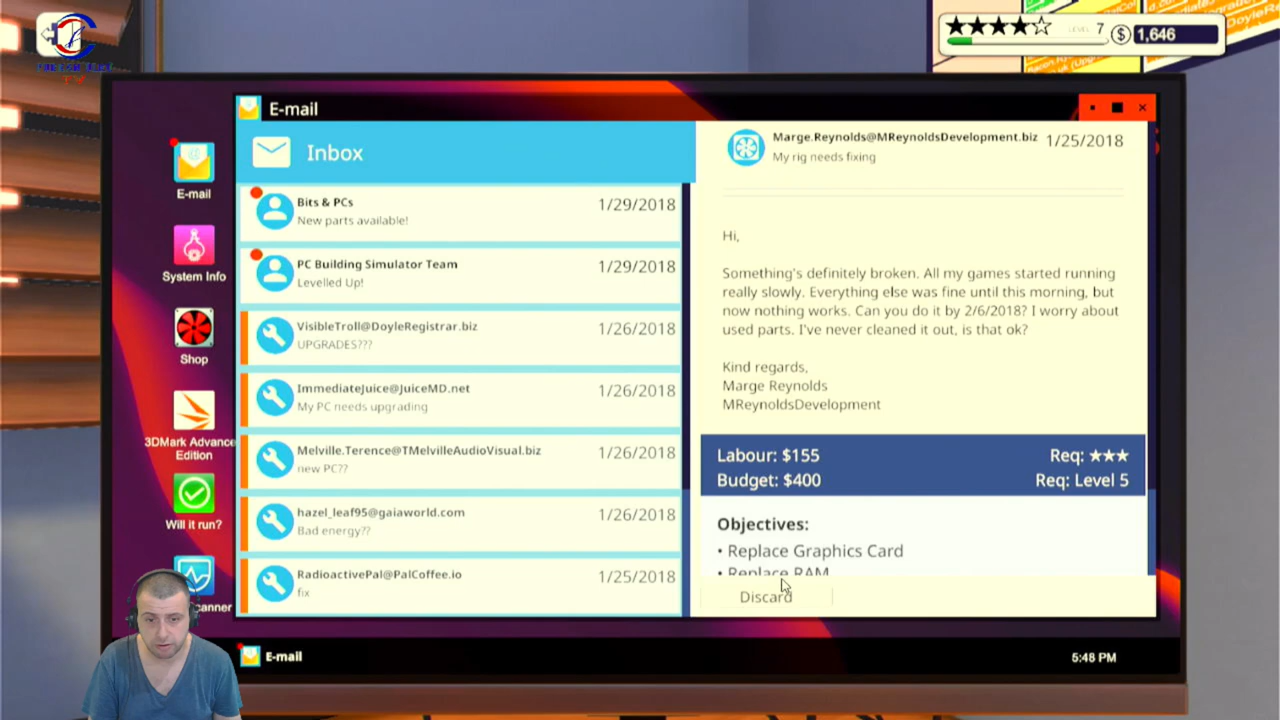 LEVEL 7
$ 1,646
E-mail
Inbox
Bits & PCs
1/29/2018
New parts available!
PC Building Simulator Team
1/29/2018
Levelled Up!
VisibleTroll@DoyleRegistrar.biz
1/26/2018
UPGRADES???
ImmediateJuice@JuiceMD.net
1/26/2018
My PC needs upgrading
Melville.Terence@TMelvilleAudioVisual.biz
1/26/2018
new PC??
hazel_leaf95@gaiaworld.com
1/26/2018
Bad energy??
RadioactivePal@PalCoffee.io
1/25/2018
fix
Marge.Reynolds@MReynoldsDevelopment.biz
1/25/2018
My rig needs fixing
Hi,
Something's definitely broken. All my games started running
really slowly. Everything else was fine until this morning, but
now nothing works. Can you do it by 2/6/2018? I worry about
used parts. I've never cleaned it out, is that ok?
Kind regards,
Marge Reynolds
MReynoldsDevelopment
Labour: $155
Req: ★★★
Budget: $400
Req: Level 5
Objectives:
• Replace Graphics Card
• Replace RAM
Discard
E-mail
System Info
Shop
3DMark Advance
Edition
Will it run?
canner
E-mail
5:48 PM